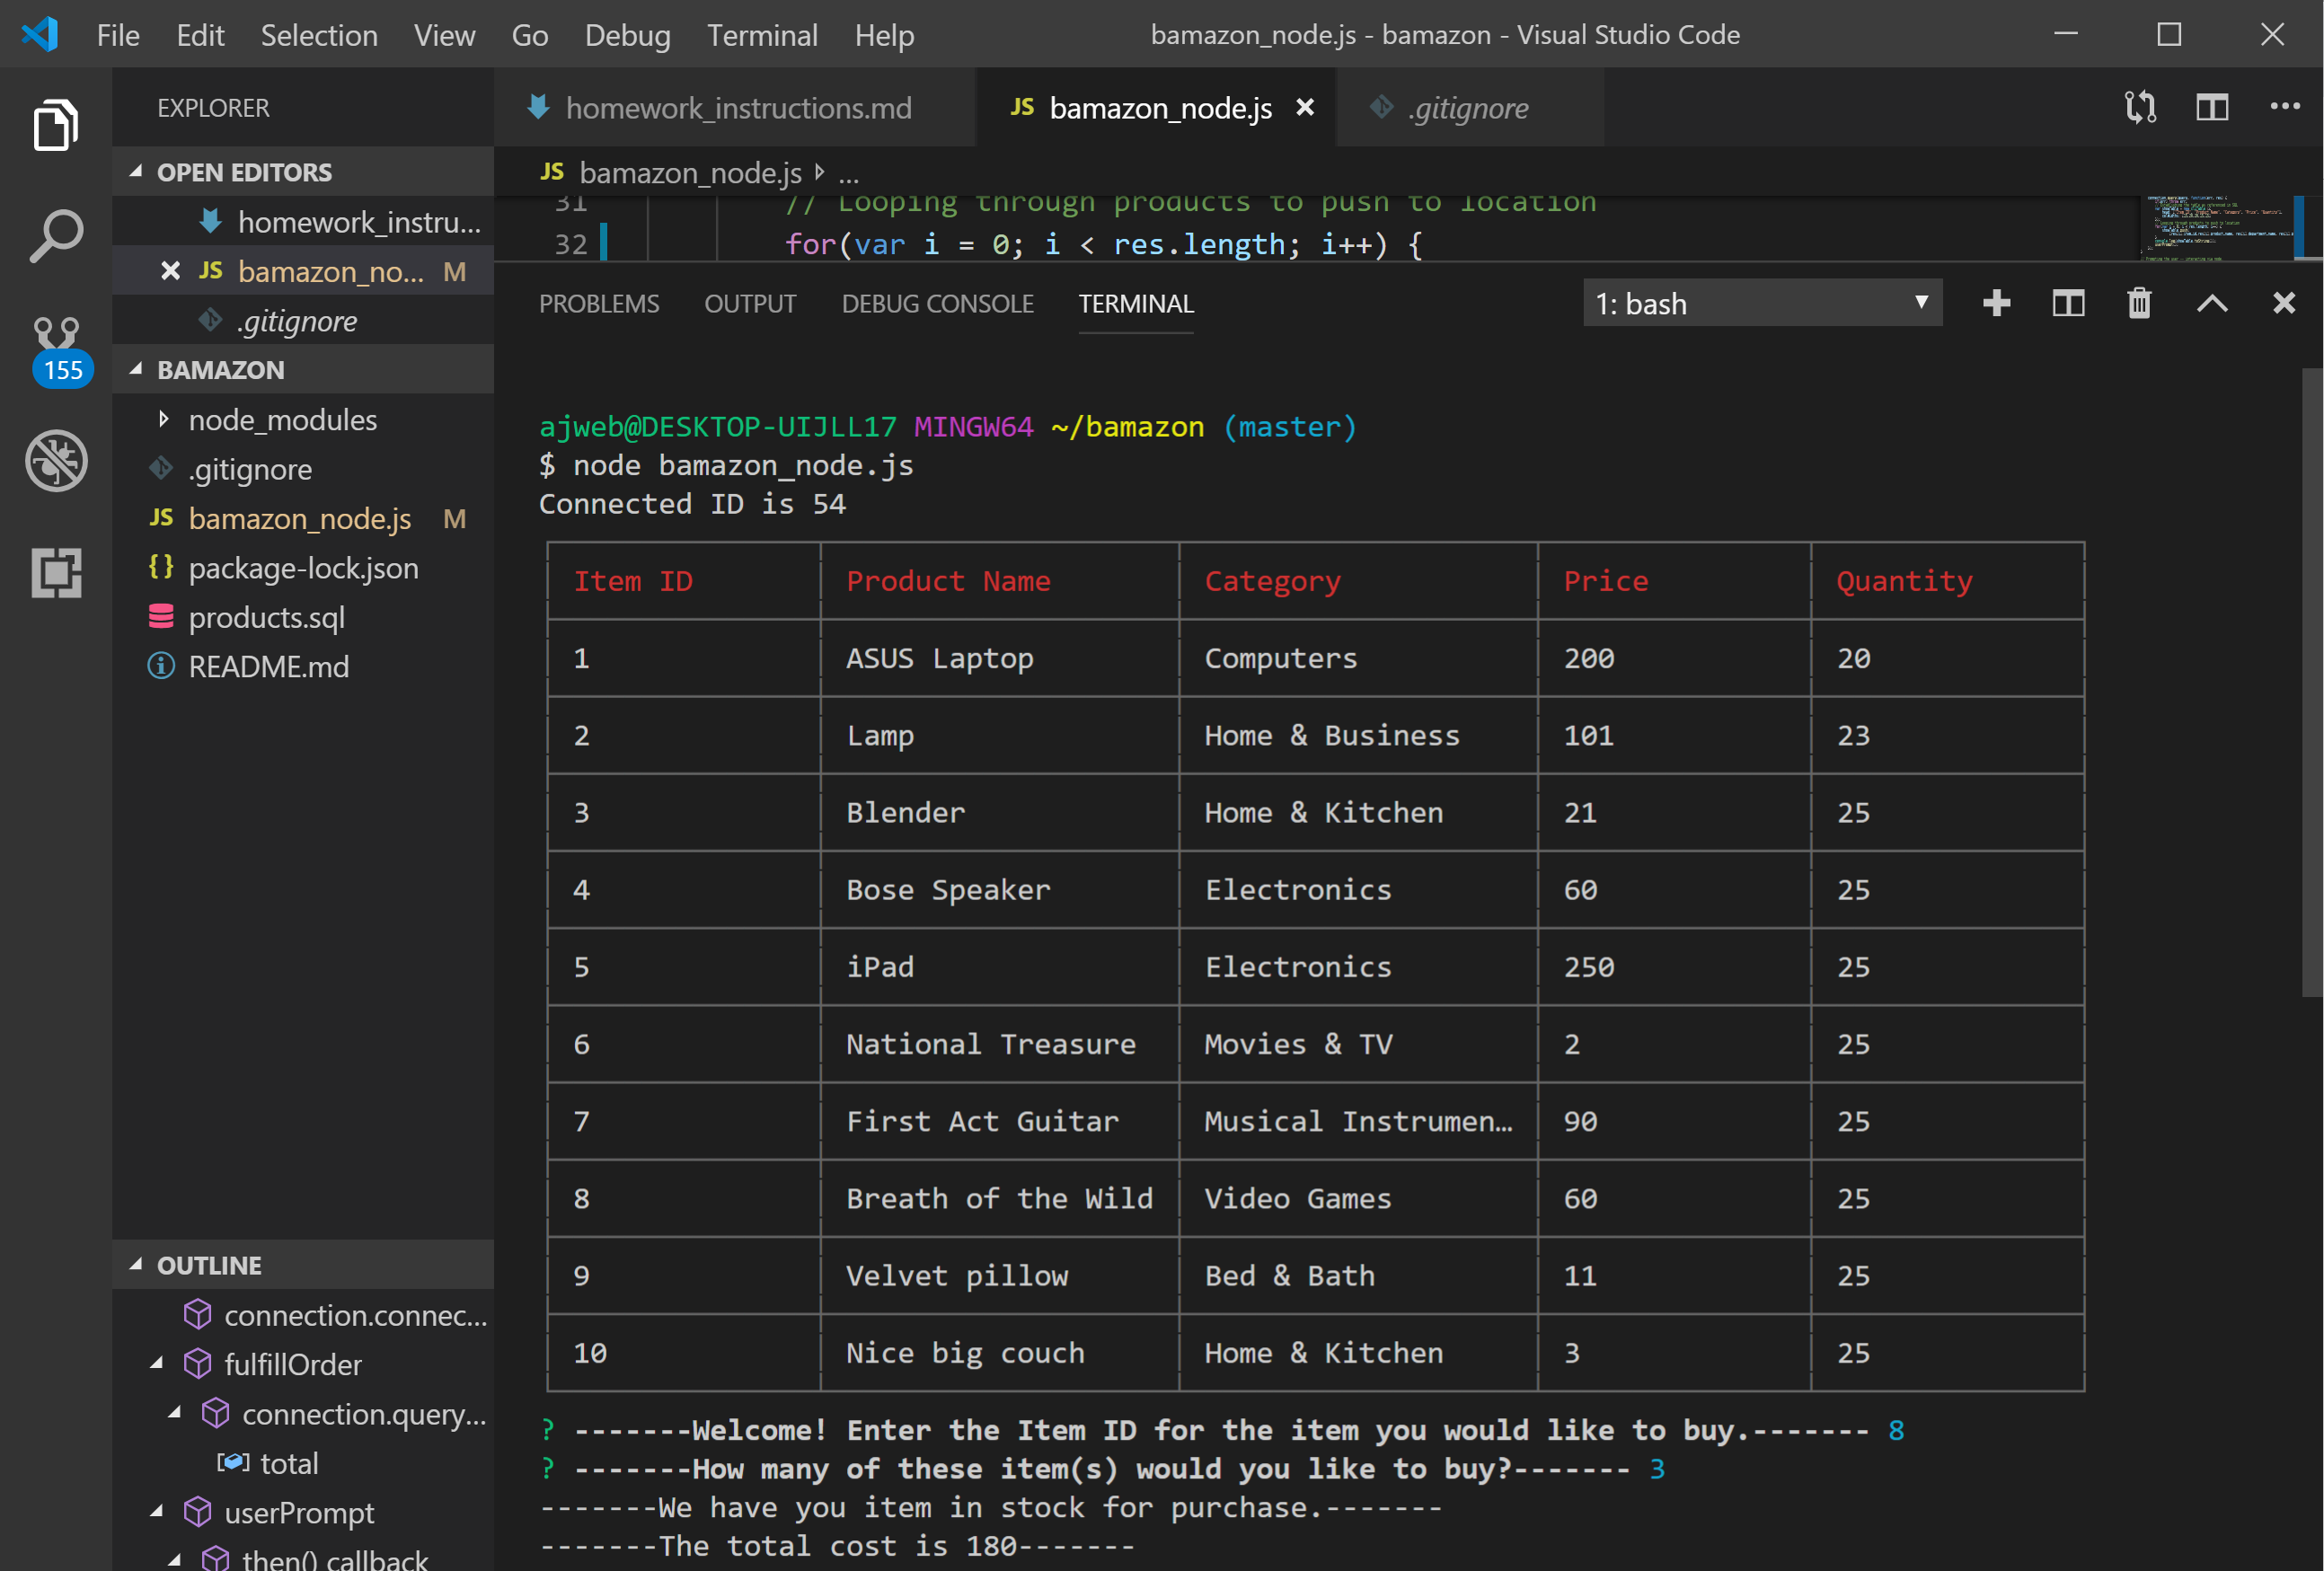 File Edit Selection View Go Debug Terminal Help bamazon_node.js - bamazon - Visual Studio Code
EXPLORER
OPEN EDITORS
homework_instru...
JS bamazon_no... M
.gitignore
155
BAMAZON
node_modules
.gitignore
JS bamazon_node.js M
{} package-lock.json
products.sql
README.md
OUTLINE
connection.connec...
fulfillOrder
connection.query...
total
userPrompt
then() callback
homework_instructions.md JS bamazon_node.js .gitignore
JS bamazon_node.js ...
31 // Looping through products to push to location
32 for(var i = 0; i < res.length; i++) {
PROBLEMS OUTPUT DEBUG CONSOLE TERMINAL 1: bash
ajweb@DESKTOP-UIJLL17 MINGW64 ~/bamazon (master)
$ node bamazon_node.js
Connected ID is 54
Item ID Product Name Category Price Quantity
1 ASUS Laptop Computers 200 20
2 Lamp Home & Business 101 23
3 Blender Home & Kitchen 21 25
4 Bose Speaker Electronics 60 25
5 iPad Electronics 250 25
6 National Treasure Movies & TV 2 25
7 First Act Guitar Musical Instrumen… 90 25
8 Breath of the Wild Video Games 60 25
9 Velvet pillow Bed & Bath 11 25
10 Nice big couch Home & Kitchen 3 25
? -------Welcome! Enter the Item ID for the item you would like to buy.------- 8
? -------How many of these item(s) would you like to buy?------- 3
-------We have you item in stock for purchase.-------
-------The total cost is 180-------